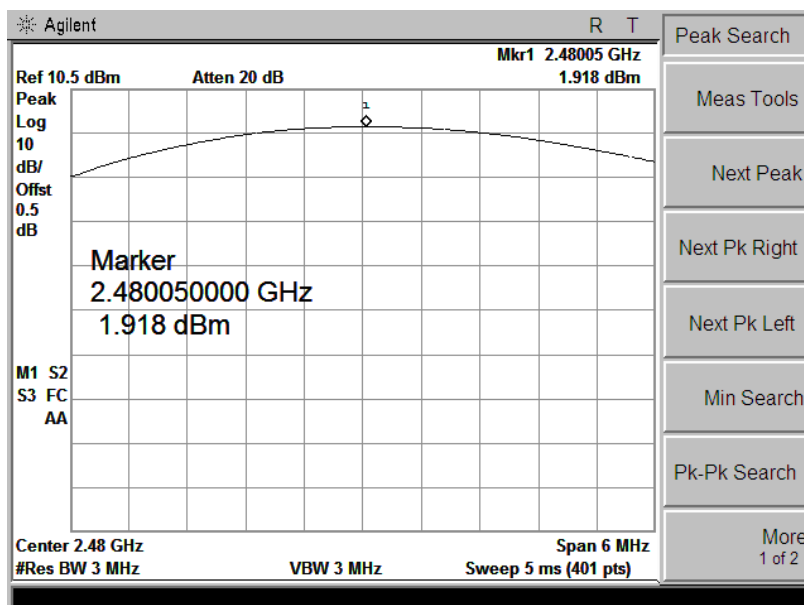 Agilent R T
Mkr1 2.48005 GHz
Ref 10.5 dBm Atten 20 dB 1.918 dBm
Peak
Log
10
dB/
Offst
0.5
dB
1
Marker
2.480050000 GHz
1.918 dBm
M1 S2
S3 FC
AA
Center 2.48 GHz Span 6 MHz
#Res BW 3 MHz VBW 3 MHz Sweep 5 ms (401 pts)
Peak Search
Meas Tools
Next Peak
Next Pk Right
Next Pk Left
Min Search
Pk-Pk Search
More
1 of 2